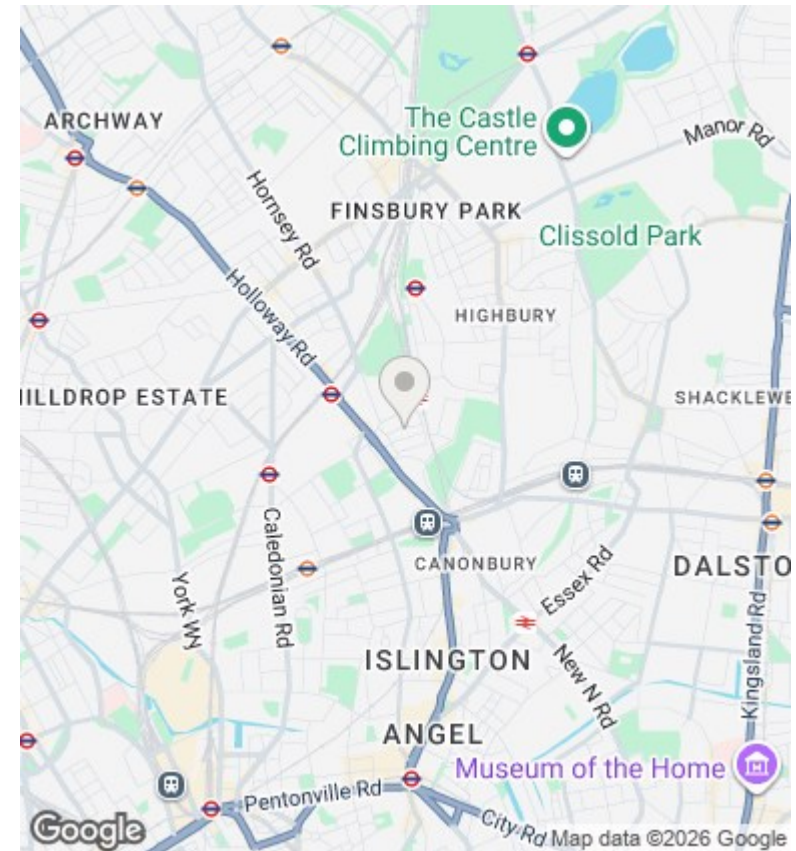 ARCHWAY
The Castle
Climbing Centre
Manor Rd
Hornsey Rd
FINSBURY PARK
Clissold Park
Holloway Rd
HIGHBURY
ILLDROP ESTATE
SHACKLEWE
Caledonian Rd
York Wy
CANONBURY
Essex Rd
DALSTO
ISLINGTON
New N Rd
Kingsland Rd
ANGEL
Museum of the Home
Pentonville Rd
City Rd
Google
Map data ©2026 Google